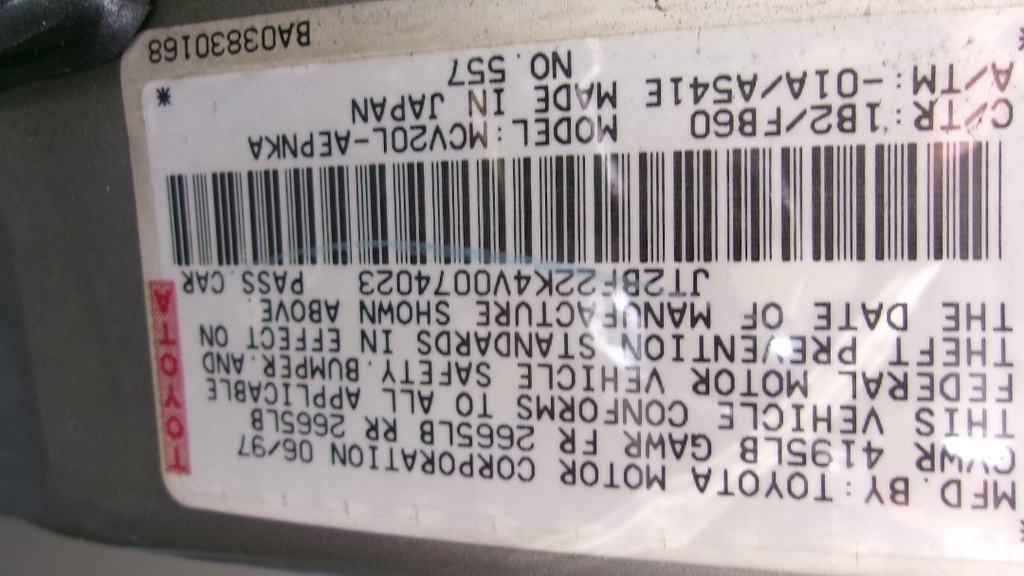 MFD. BY: TOYOTA MOTOR CORPORATION 06/97
GVWR 4195LB GAWR FR 2665LB RR 2665LB
THIS VEHICLE CONFORMS TO ALL APPLICABLE
FEDERAL MOTOR VEHICLE SAFETY. BUMPER. AND
THEFT PREVENTION STANDARDS IN EFFECT ON
THE DATE OF MANUFACTURE SHOWN ABOVE.
JT2BF22K4V0074023 PASS. CAR
TOYOTA
C/TR: 1B2/FB60 MODEL: MCV20L-AEPNKA
A/TM: -01A/A541E MADE IN JAPAN
NO. 557 *
BA03830168